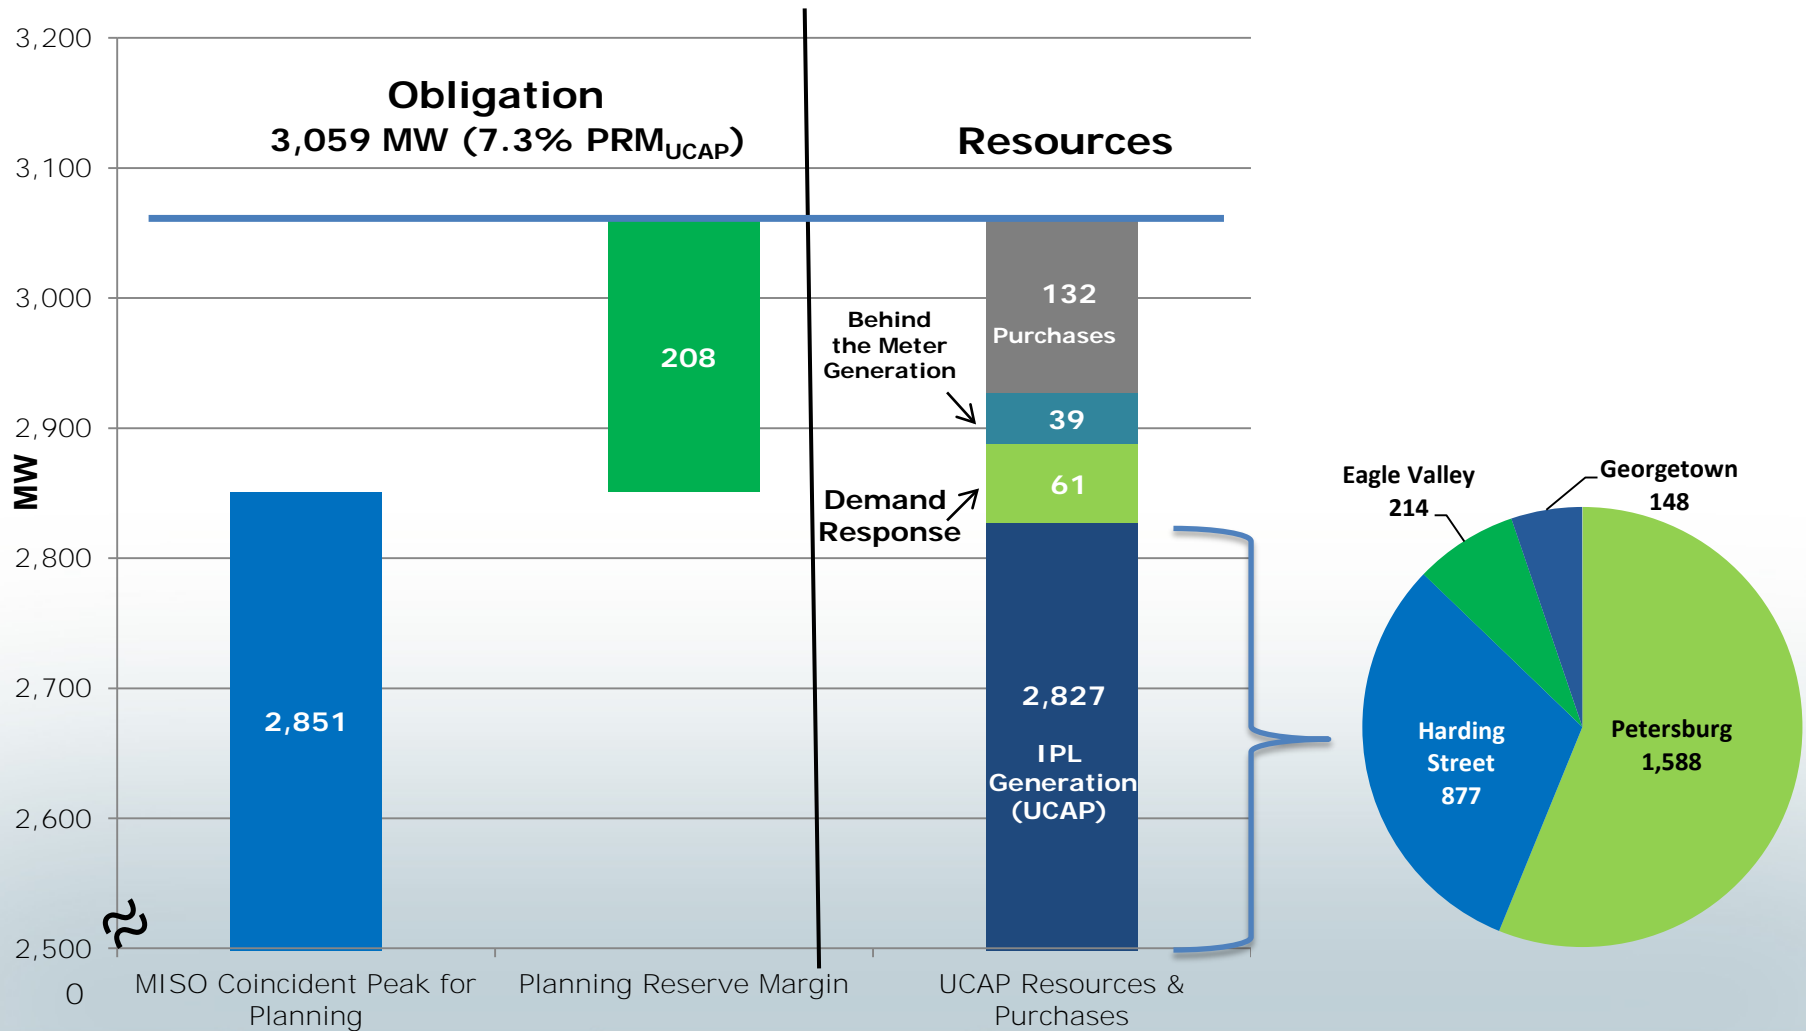 3,200
3,100
3,000
2,900
2,800
2,700
2,600
2,500
0
MW
Obligation
3,059 MW (7.3% PRMUCAP)
Resources
2,851
208
132
Purchases
39
61
2,827
IPL
Generation
(UCAP)
Behind
the Meter
Generation
Demand
Response
MISO Coincident Peak for
Planning
Planning Reserve Margin
UCAP Resources &
Purchases
Eagle Valley
214
Georgetown
148
Harding
Street
877
Petersburg
1,588